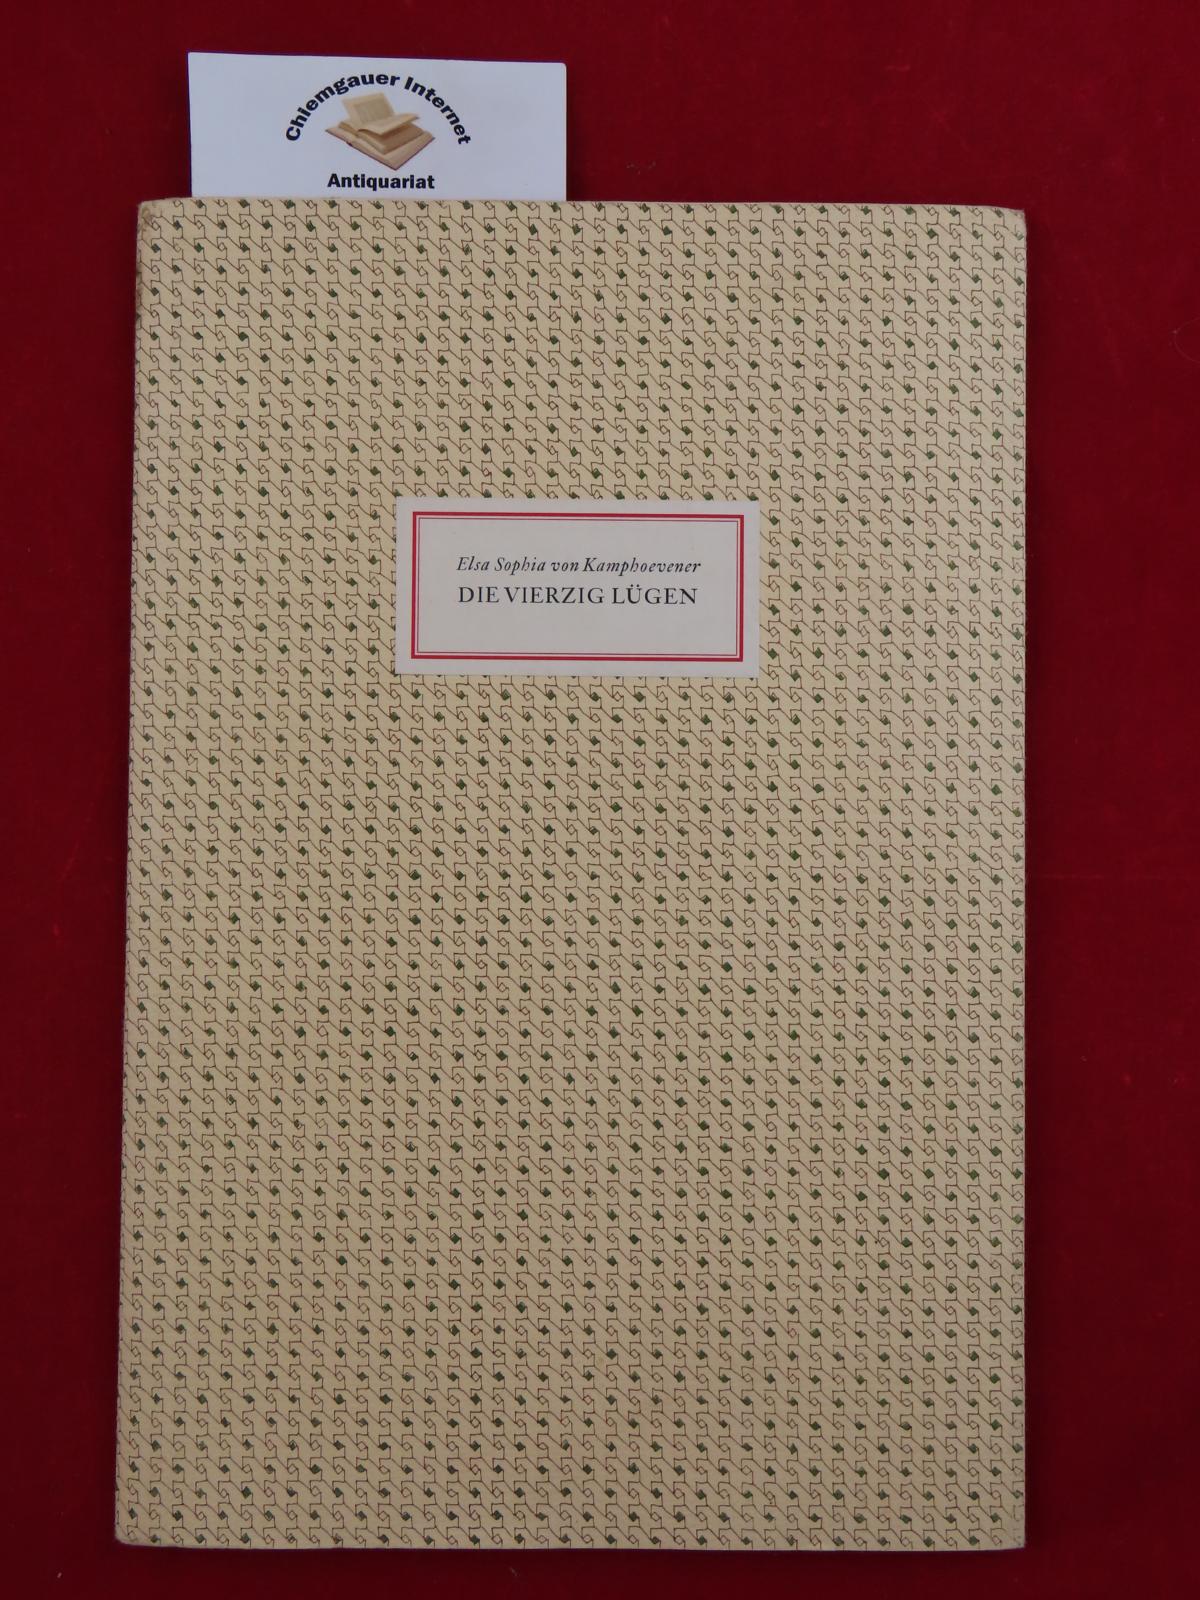 Chiemgauer Internet
Antiquariat
Elsa Sophia von Kamphoevener
DIE VIERZIG LÜGEN